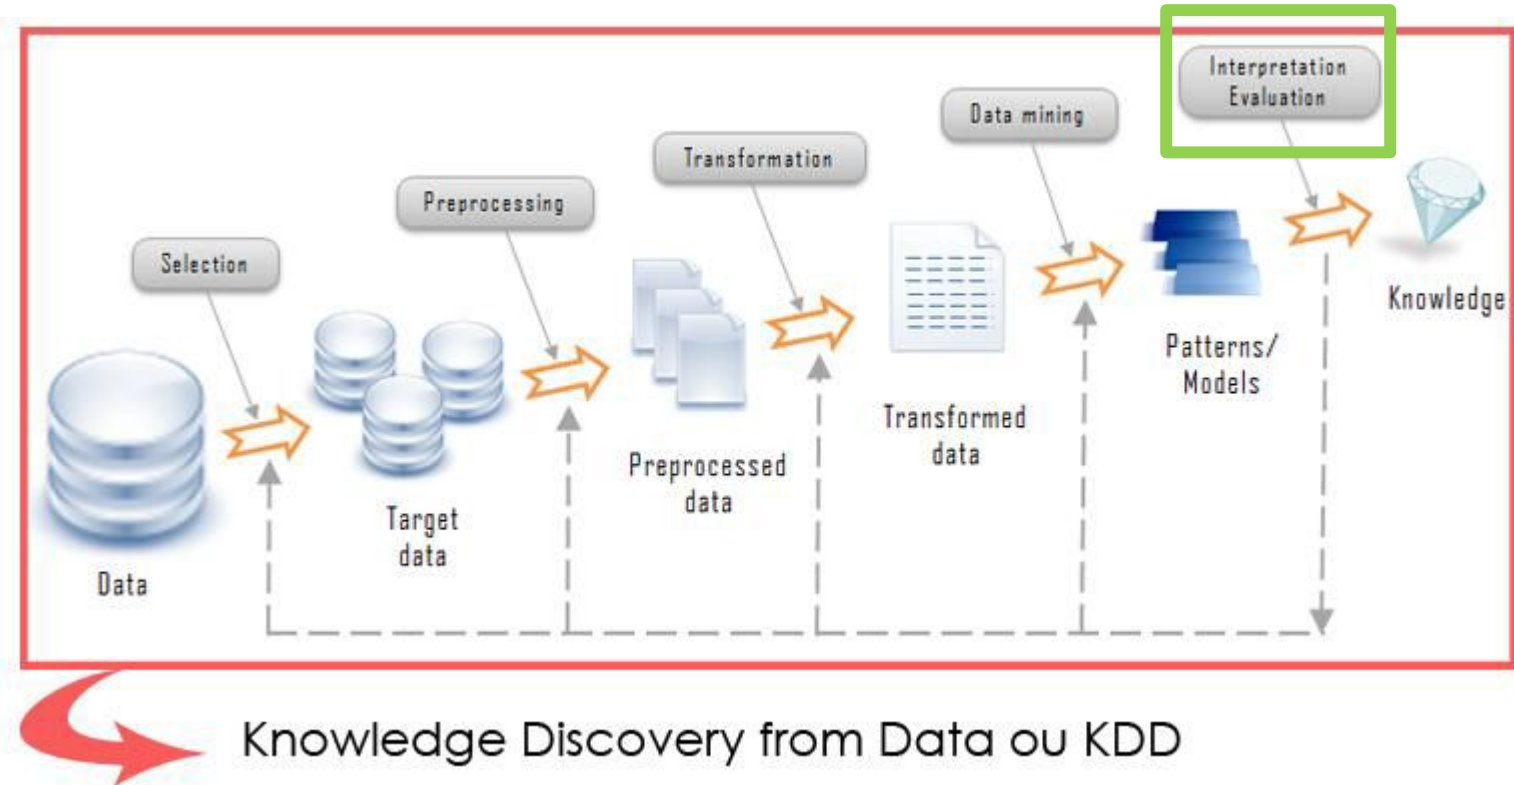 Interpretation
Evaluation
Data mining
Transformation
Preprocessing
Selection
Knowledge
Patterns/
Models
Transformed
data
Preprocessed
data
Target
data
Data
Knowledge Discovery from Data ou KDD